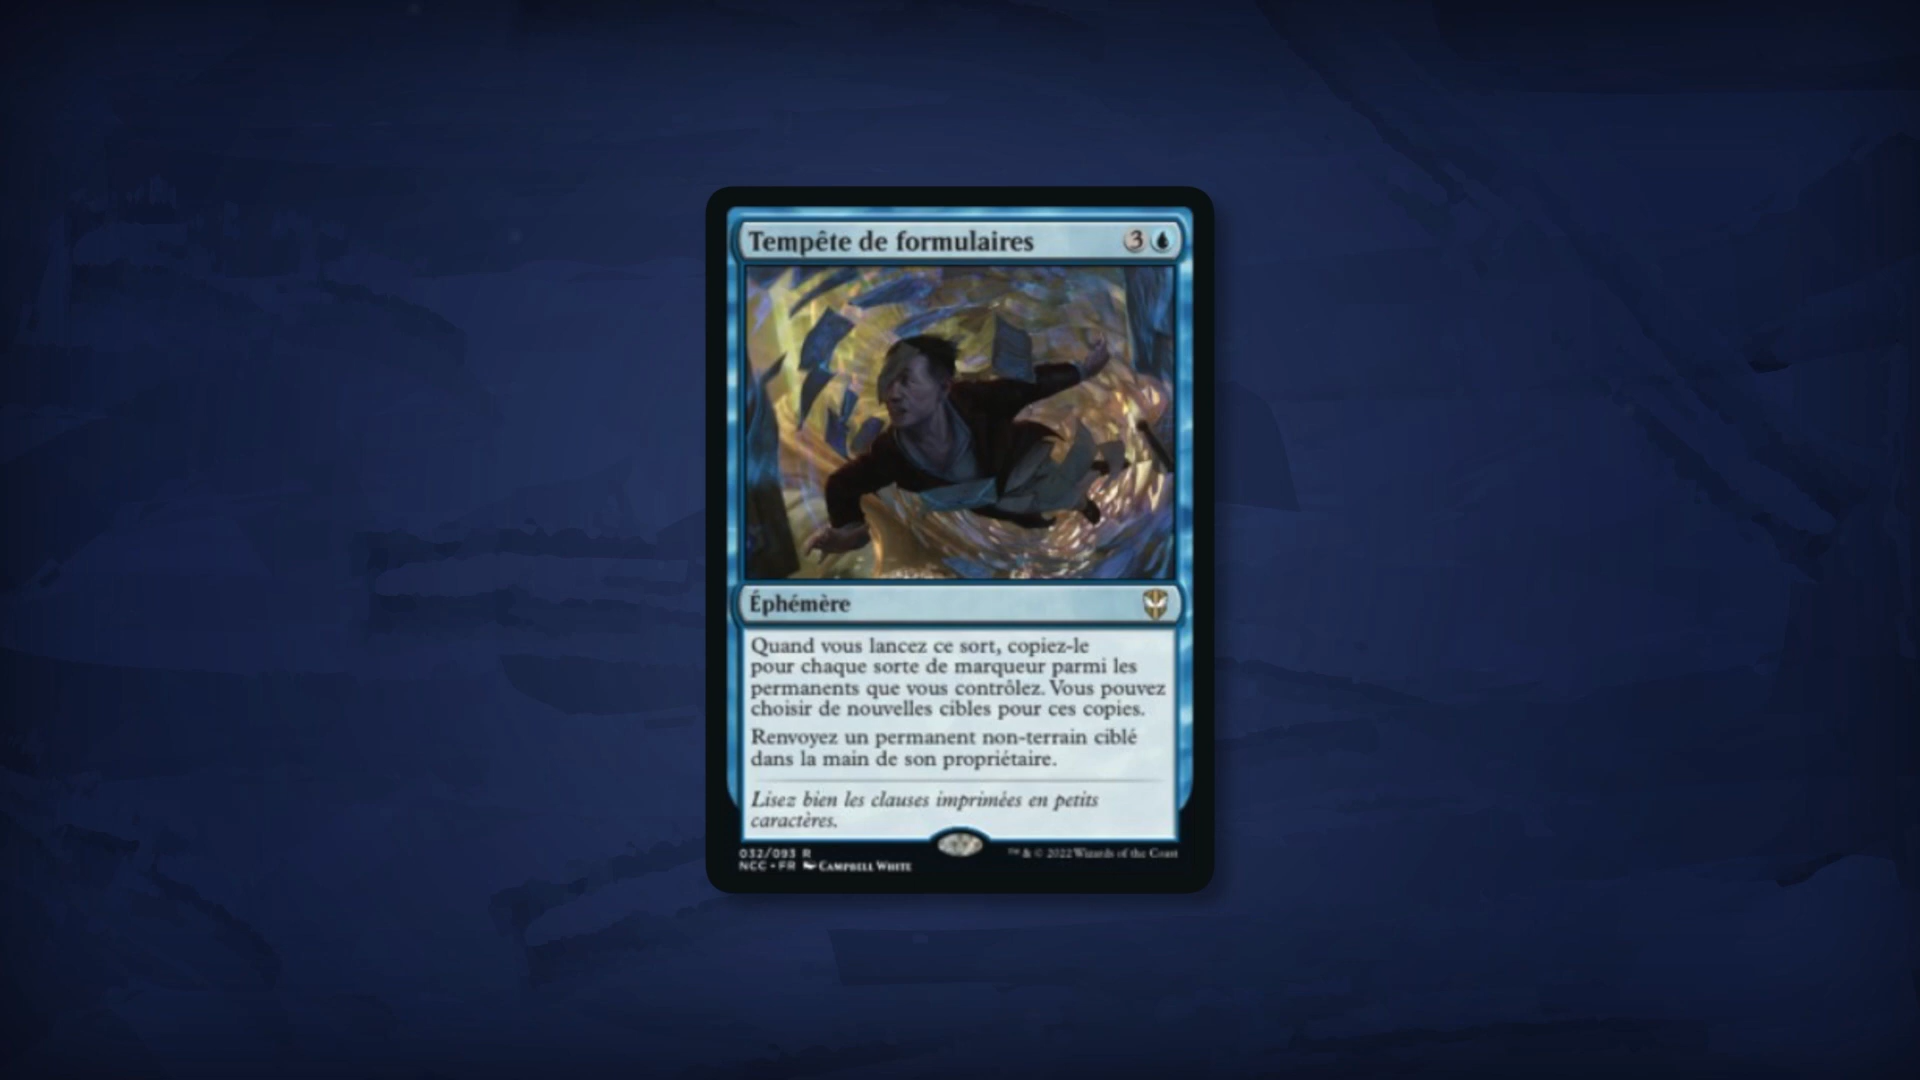 Tempête de formulaires 3
Éphémère
Quand vous lancez ce sort, copiez-le
pour chaque sorte de marqueur parmi les
permanents que vous contrôlez. Vous pouvez
choisir de nouvelles cibles pour ces copies.
Renvoyez un permanent non-terrain ciblé
dans la main de son propriétaire.
Lisez bien les clauses imprimées en petits
caractères.
032/093 R
NCC • FR Campbell White
™ & © 2022 Wizards of the Coast